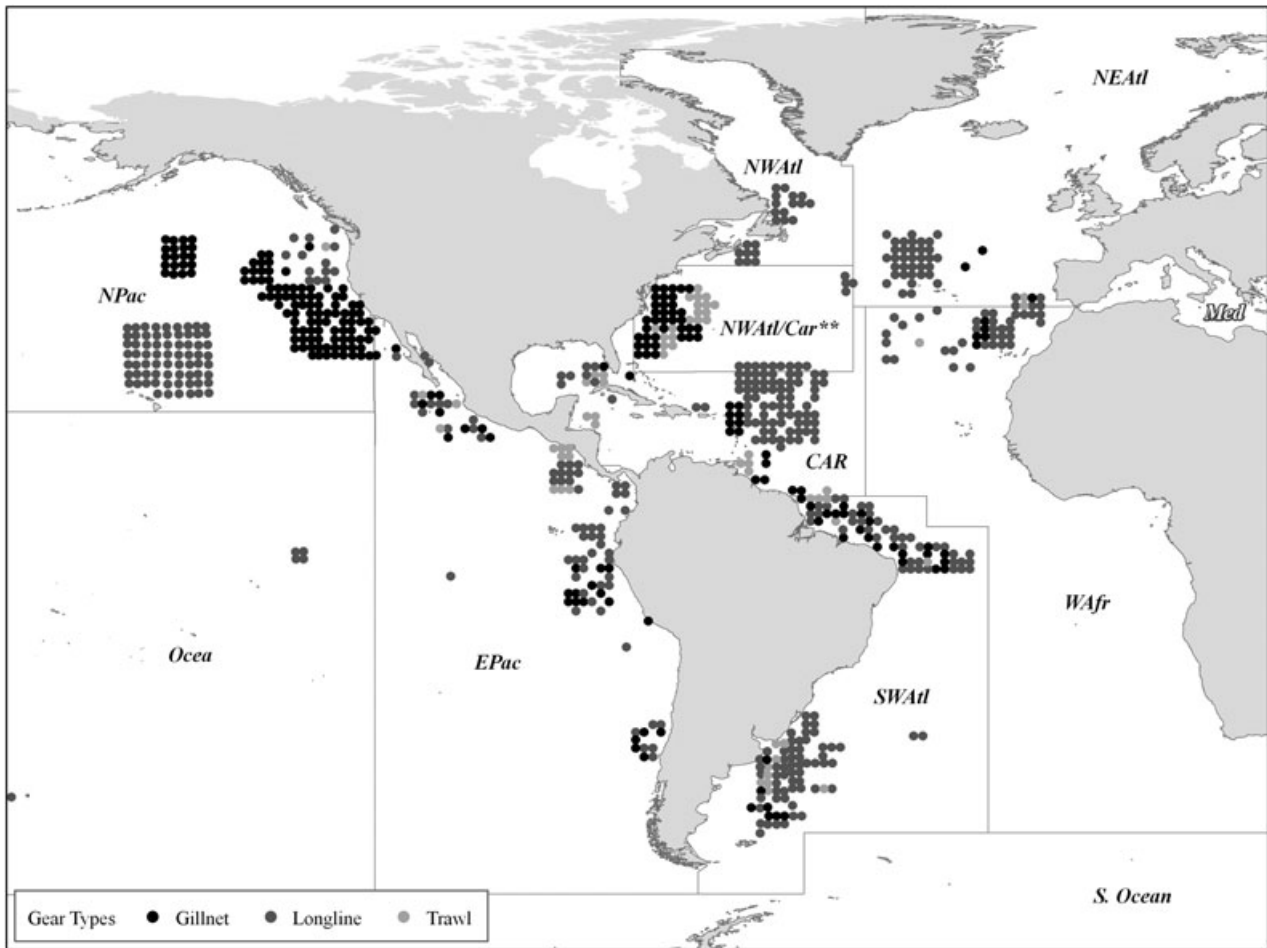 NEAtl
NWAtl
NPac
Med
NWAtl/Car**
CAR
WAfr
Ocea
EPac
SWAtl
S. Ocean
Gear Types Gillnet Longline Trawl